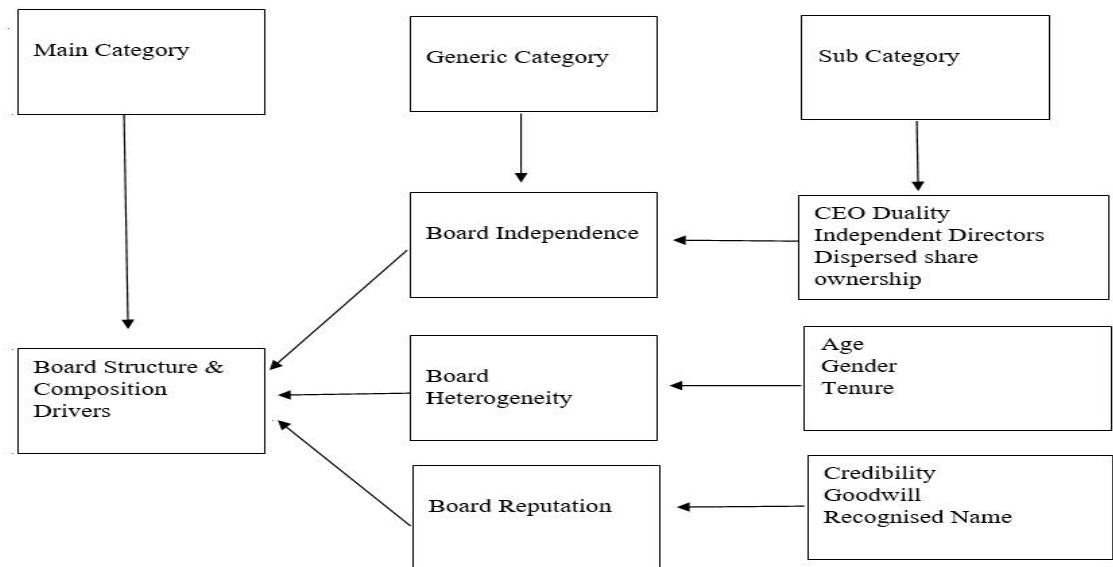 Main Category
Generic Category
Sub Category
Board Independence
CEO Duality
Independent Directors
Dispersed share
ownership
Board Structure &
Composition
Drivers
Board
Heterogeneity
Age
Gender
Tenure
Board Reputation
Credibility
Goodwill
Recognised Name